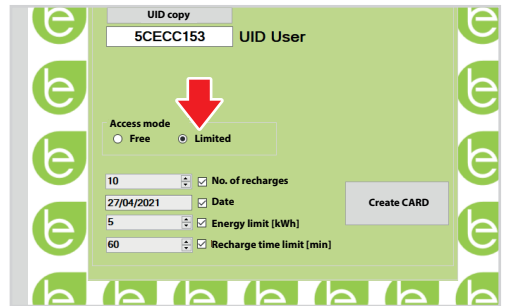 UID copy
5CECC153 UID User
Access mode
Free Limited
10 No. of recharges
27/04/2021 Date
5 Energy limit [kWh]
60 Recharge time limit [min]
Create CARD